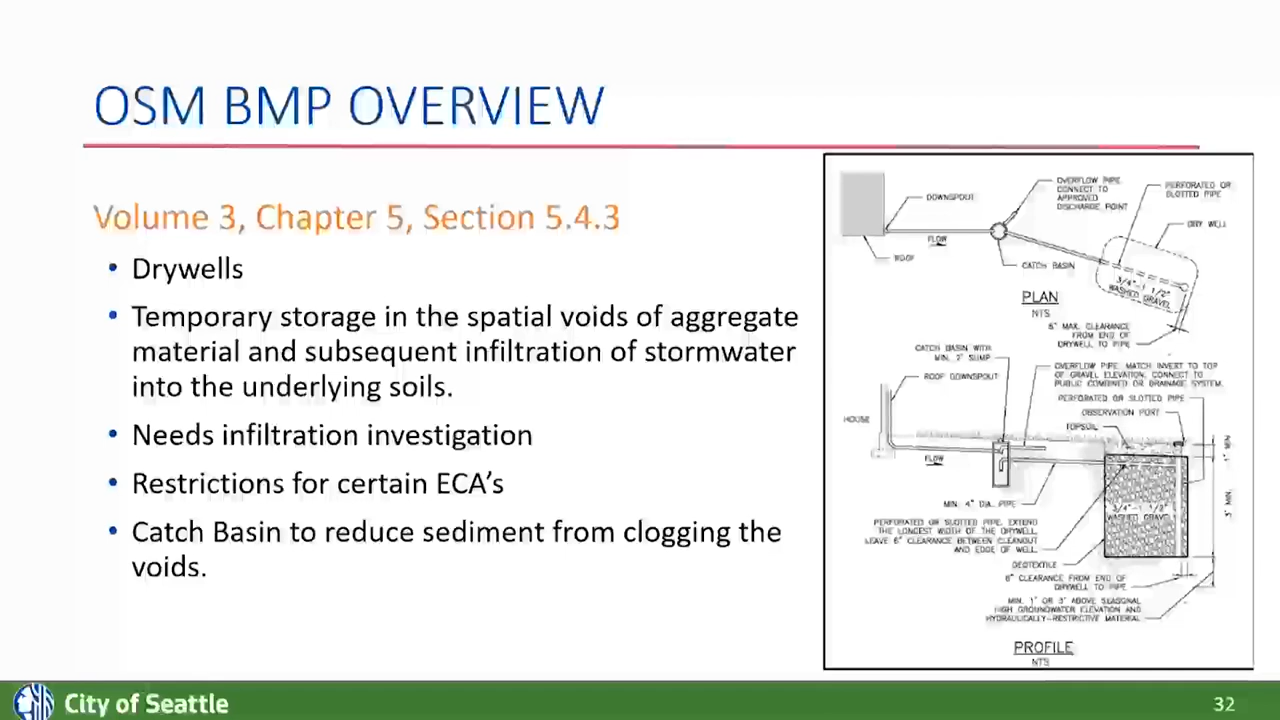 OSM BMP OVERVIEW
Volume 3, Chapter 5, Section 5.4.3
• Drywells
• Temporary storage in the spatial voids of aggregate
material and subsequent infiltration of stormwater
into the underlying soils.
• Needs infiltration investigation
• Restrictions for certain ECA's
• Catch Basin to reduce sediment from clogging the
voids.
DOWNSPOUT
OVERFLOW PIPE
CONNECT TO
APPROVED
DISCHARGE POINT
PERFORATED OR
SLOTTED PIPE
DRY WELL
FLOW
ROOF
CATCH BASIN
3/4"-1 1/2"
WASHED GRAVEL
PLAN
NTS
6" MAX. CLEARANCE
FROM END OF
DRYWELL TO PIPE
CATCH BASIN WITH
MIN. 2' SUMP
ROOF DOWNSPOUT
OVERFLOW PIPE, MATCH INVERT TO TOP
OF GRAVEL ELEVATION, CONNECT TO
PUBLIC COMBINED OR DRAINAGE SYSTEM.
PERFORATED OR SLOTTED PIPE
OBSERVATION PORT
TOPSOIL
HOUSE
FLOW
1' MIN
MIN. 4" DIA. PIPE
3/4"-1 1/2"
WASHED GRAVEL
MIN.
PERFORATED OR SLOTTED PIPE, EXTEND
THE LONGEST WIDTH OF THE DRYWELL,
LEAVE 6" CLEARANCE BETWEEN CLEANOUT
AND EDGE OF WELL
GEOTEXTILE
6" CLEARANCE FROM END OF
DRYWELL TO PIPE
MIN. 1' OR 3' ABOVE SEASONAL
HIGH GROUNDWATER ELEVATION AND
HYDRAULICALLY-RESTRICTIVE MATERIAL
PROFILE
NTS
City of Seattle
32